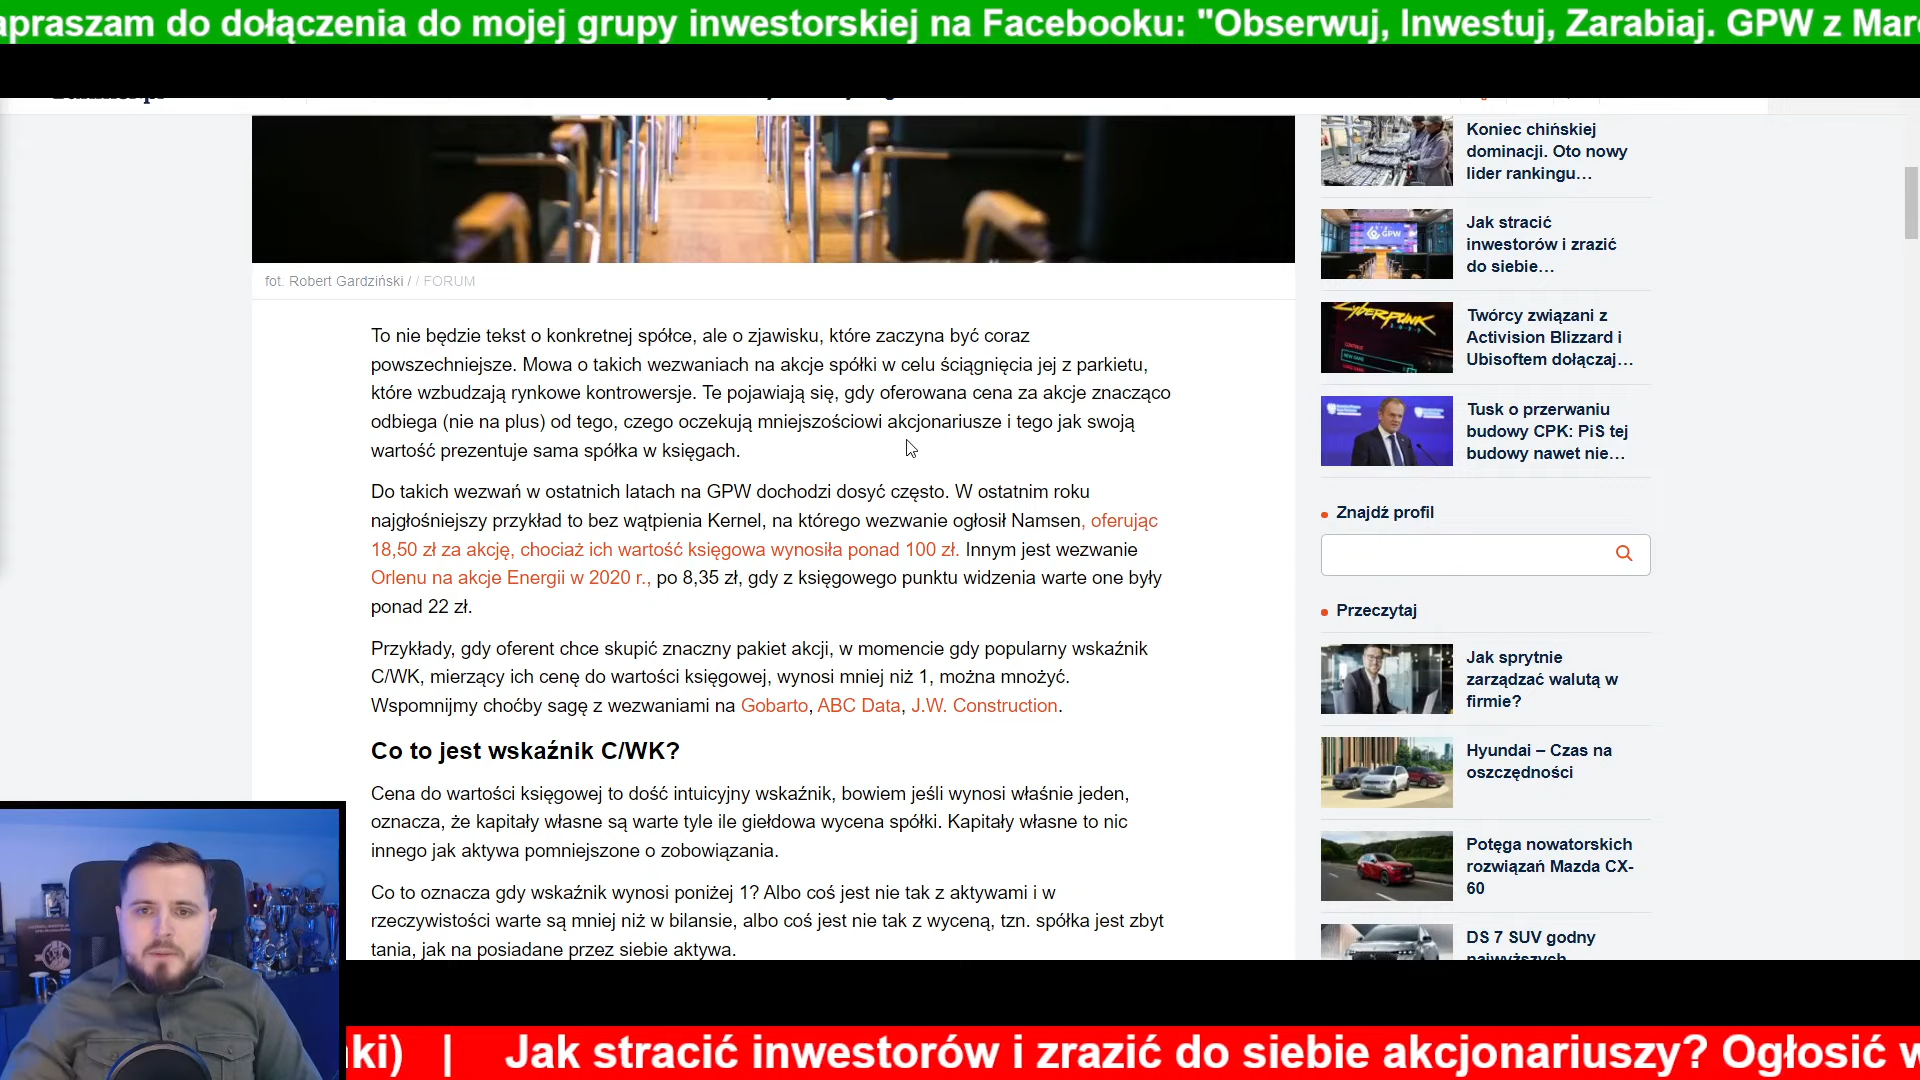 apraszam do dołączenia do mojej grupy inwestorskiej na Facebooku: "Obserwuj, Inwestuj, Zarabiaj. GPW z Mar
fot. Robert Gardziński / / FORUM
To nie będzie tekst o konkretnej spółce, ale o zjawisku, które zaczyna być coraz
powszechniejsze. Mowa o takich wezwaniach na akcje spółki w celu ściągnięcia jej z parkietu,
które wzbudzają rynkowe kontrowersje. Te pojawiają się, gdy oferowana cena za akcje znacząco
odbiega (nie na plus) od tego, czego oczekują mniejszościowi akcjonariusze i tego jak swoją
wartość prezentuje sama spółka w księgach.
Do takich wezwań w ostatnich latach na GPW dochodzi dosyć często. W ostatnim roku
najgłośniejszy przykład to bez wątpienia Kernel, na którego wezwanie ogłosił Namsen, oferując
18,50 zł za akcję, chociaż ich wartość księgowa wynosiła ponad 100 zł. Innym jest wezwanie
Orlenu na akcje Energii w 2020 r., po 8,35 zł, gdy z księgowego punktu widzenia warte one były
ponad 22 zł.
Przykłady, gdy oferent chce skupić znaczny pakiet akcji, w momencie gdy popularny wskaźnik
C/WK, mierzący ich cenę do wartości księgowej, wynosi mniej niż 1, można mnożyć.
Wspomnijmy choćby sagę z wezwaniami na Gobarto, ABC Data, J.W. Construction.
Co to jest wskaźnik C/WK?
Cena do wartości księgowej to dość intuicyjny wskaźnik, bowiem jeśli wynosi właśnie jeden,
oznacza, że kapitały własne są warte tyle ile giełdowa wycena spółki. Kapitały własne to nic
innego jak aktywa pomniejszone o zobowiązania.
Co to oznacza gdy wskaźnik wynosi poniżej 1? Albo coś jest nie tak z aktywami i w
rzeczywistości warte są mniej niż w bilansie, albo coś jest nie tak z wyceną, tzn. spółka jest zbyt
tania, jak na posiadane przez siebie aktywa.
Koniec chińskiej
dominacji. Oto nowy
lider rankingu…
GPW
Jak stracić
inwestorów i zrazić
do siebie…
CYBERPUNK
Twórcy związani z
Activision Blizzard i
Ubisoftem dołączaj…
Tusk o przerwaniu
budowy CPK: PiS tej
budowy nawet nie…
Znajdź profil
Przeczytaj
Jak sprytnie
zarządzać walutą w
firmie?
Hyundai – Czas na
oszczędności
Potęga nowatorskich
rozwiązań Mazda CX-
60
DS 7 SUV godny
najwyższych
ki) | Jak stracić inwestorów i zrazić do siebie akcjonariuszy? Ogłosić w